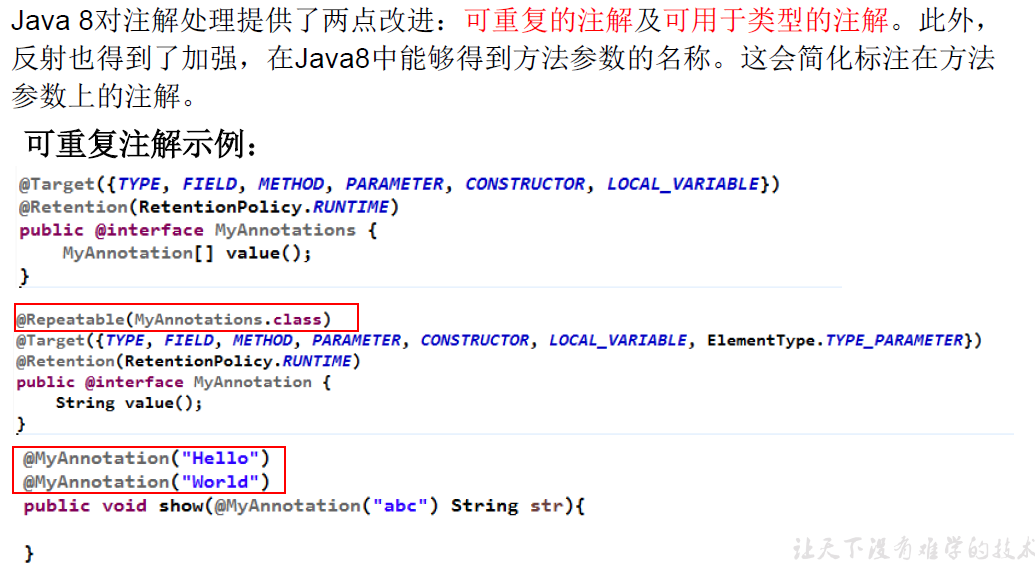 Java 8对注解处理提供了两点改进：可重复的注解及可用于类型的注解。此外，
反射也得到了加强，在Java8中能够得到方法参数的名称。这会简化标注在方法
参数上的注解。
可重复注解示例：
@Target({TYPE, FIELD, METHOD, PARAMETER, CONSTRUCTOR, LOCAL_VARIABLE})
@Retention(RetentionPolicy.RUNTIME)
public @interface MyAnnotations {
MyAnnotation[] value();
}
@Repeatable(MyAnnotations.class)
@Target({TYPE, FIELD, METHOD, PARAMETER, CONSTRUCTOR, LOCAL_VARIABLE, ElementType.TYPE_PARAMETER})
@Retention(RetentionPolicy.RUNTIME)
public @interface MyAnnotation {
String value();
}
@MyAnnotation("Hello")
@MyAnnotation("World")
public void show(@MyAnnotation("abc") String str){
}
让天下没有难学的技术